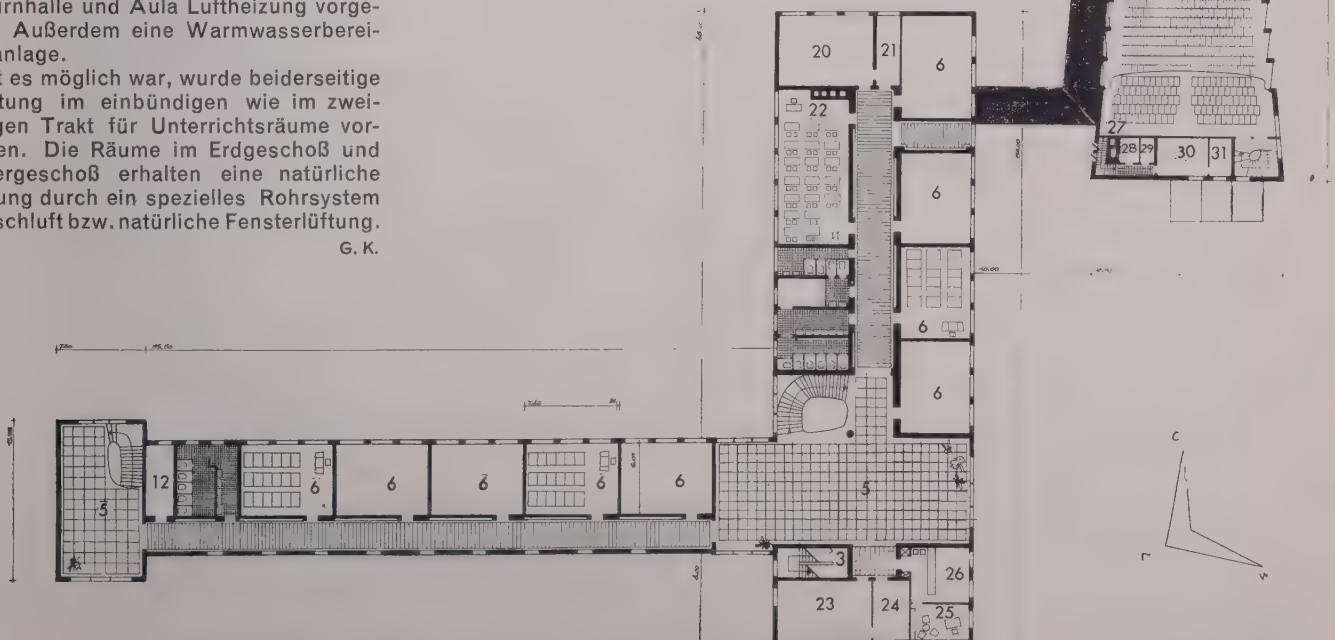 urnhalle und Aula Luftheizung vorge-
Außerdem eine Warmwasserberei-
anlage.
t es möglich war, wurde beiderseitige
tung im einbündigen wie im zwei-
gen Trakt für Unterrichtsräume vor-
en. Die Räume im Erdgeschoß und
ergeschoß erhalten eine natürliche
ung durch ein spezielles Rohrsystem
schluft bzw. natürliche Fensterlüftung.
G. K.
20 21 6
22
27
28 29 30 31
6
6
6
5 12 6 6 6 6 6 5
3
26
23 24 25